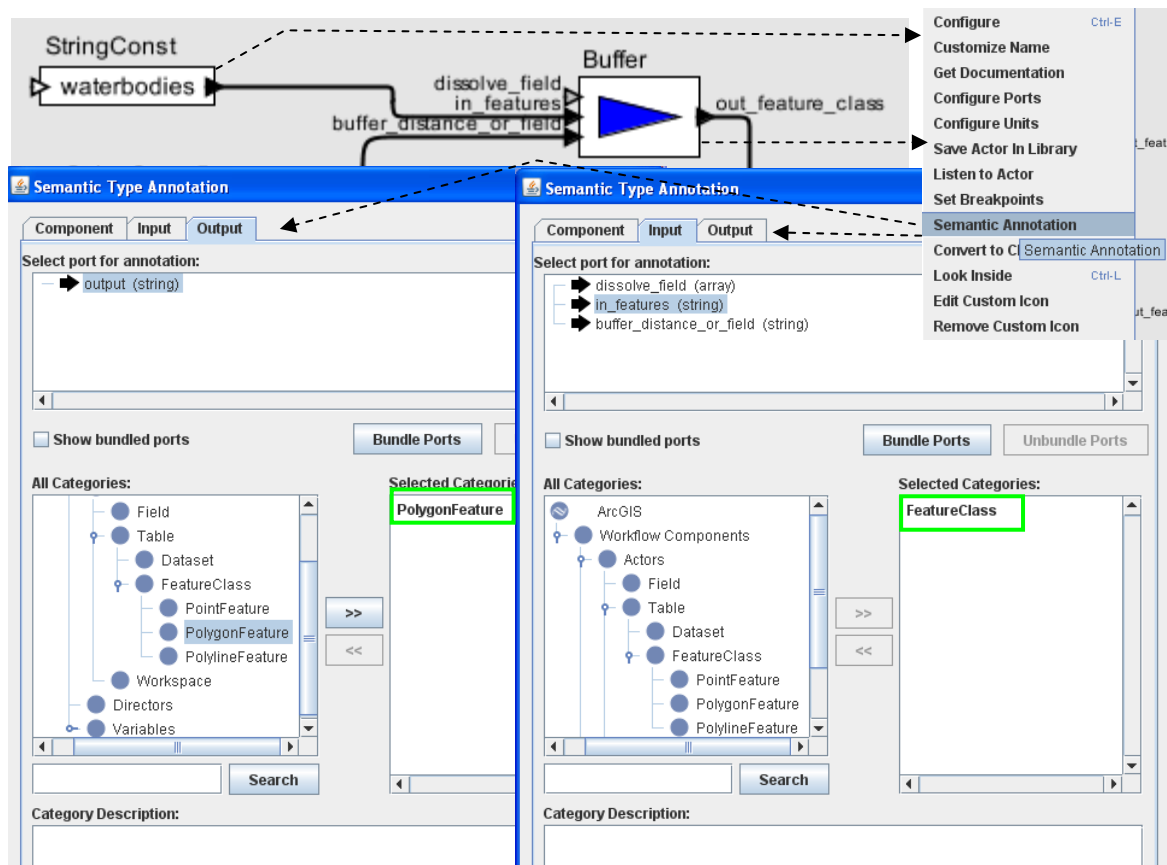 StringConst
waterbodies
Buffer
dissolve_field
in_features
buffer_distance_or_field
out_feature_class
Configure Ctrl-E
Customize Name
Get Documentation
Configure Ports
Configure Units
Save Actor In Library
Listen to Actor
Set Breakpoints
Semantic Annotation
Convert to Cl
Semantic Annotation
Look Inside Ctrl-L
Edit Custom Icon
Remove Custom Icon
t_feat
ut_fea
Semantic Type Annotation
Component Input Output
Select port for annotation:
output (string)
Show bundled ports
Bundle Ports
All Categories:
Selected Categorie
Field
Table
Dataset
FeatureClass
PointFeature
PolygonFeature
PolylineFeature
Workspace
Directors
Variables
>>
<<
PolygonFeature
Search
Category Description:
Semantic Type Annotation
Component Input Output
Select port for annotation:
dissolve_field (array)
in_features (string)
buffer_distance_or_field (string)
Show bundled ports
Bundle Ports
Unbundle Ports
All Categories:
Selected Categories:
ArcGIS
Workflow Components
Actors
Field
Table
Dataset
FeatureClass
PointFeature
PolygonFeature
PolylineFeature
>>
<<
FeatureClass
Search
Category Description: